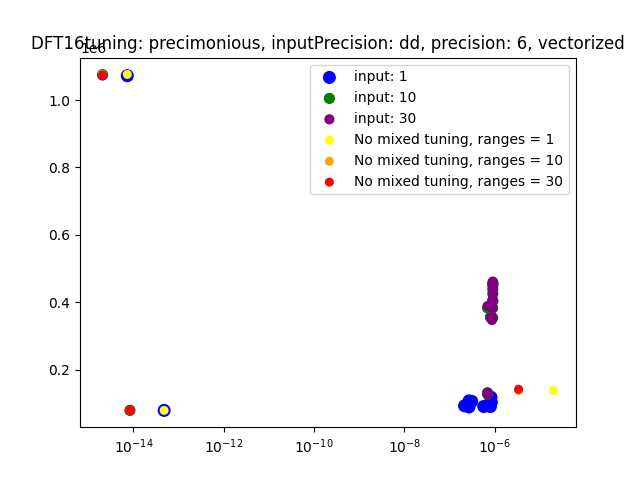 DFT16tuning: precimonious, inputPrecision: dd, precision: 6, vectorized
1e6
input: 1
input: 10
input: 30
No mixed tuning, ranges = 1
No mixed tuning, ranges = 10
No mixed tuning, ranges = 30
1.0
0.8
0.6
0.4
0.2
10⁻¹⁴ 10⁻¹² 10⁻¹⁰ 10⁻⁸ 10⁻⁶